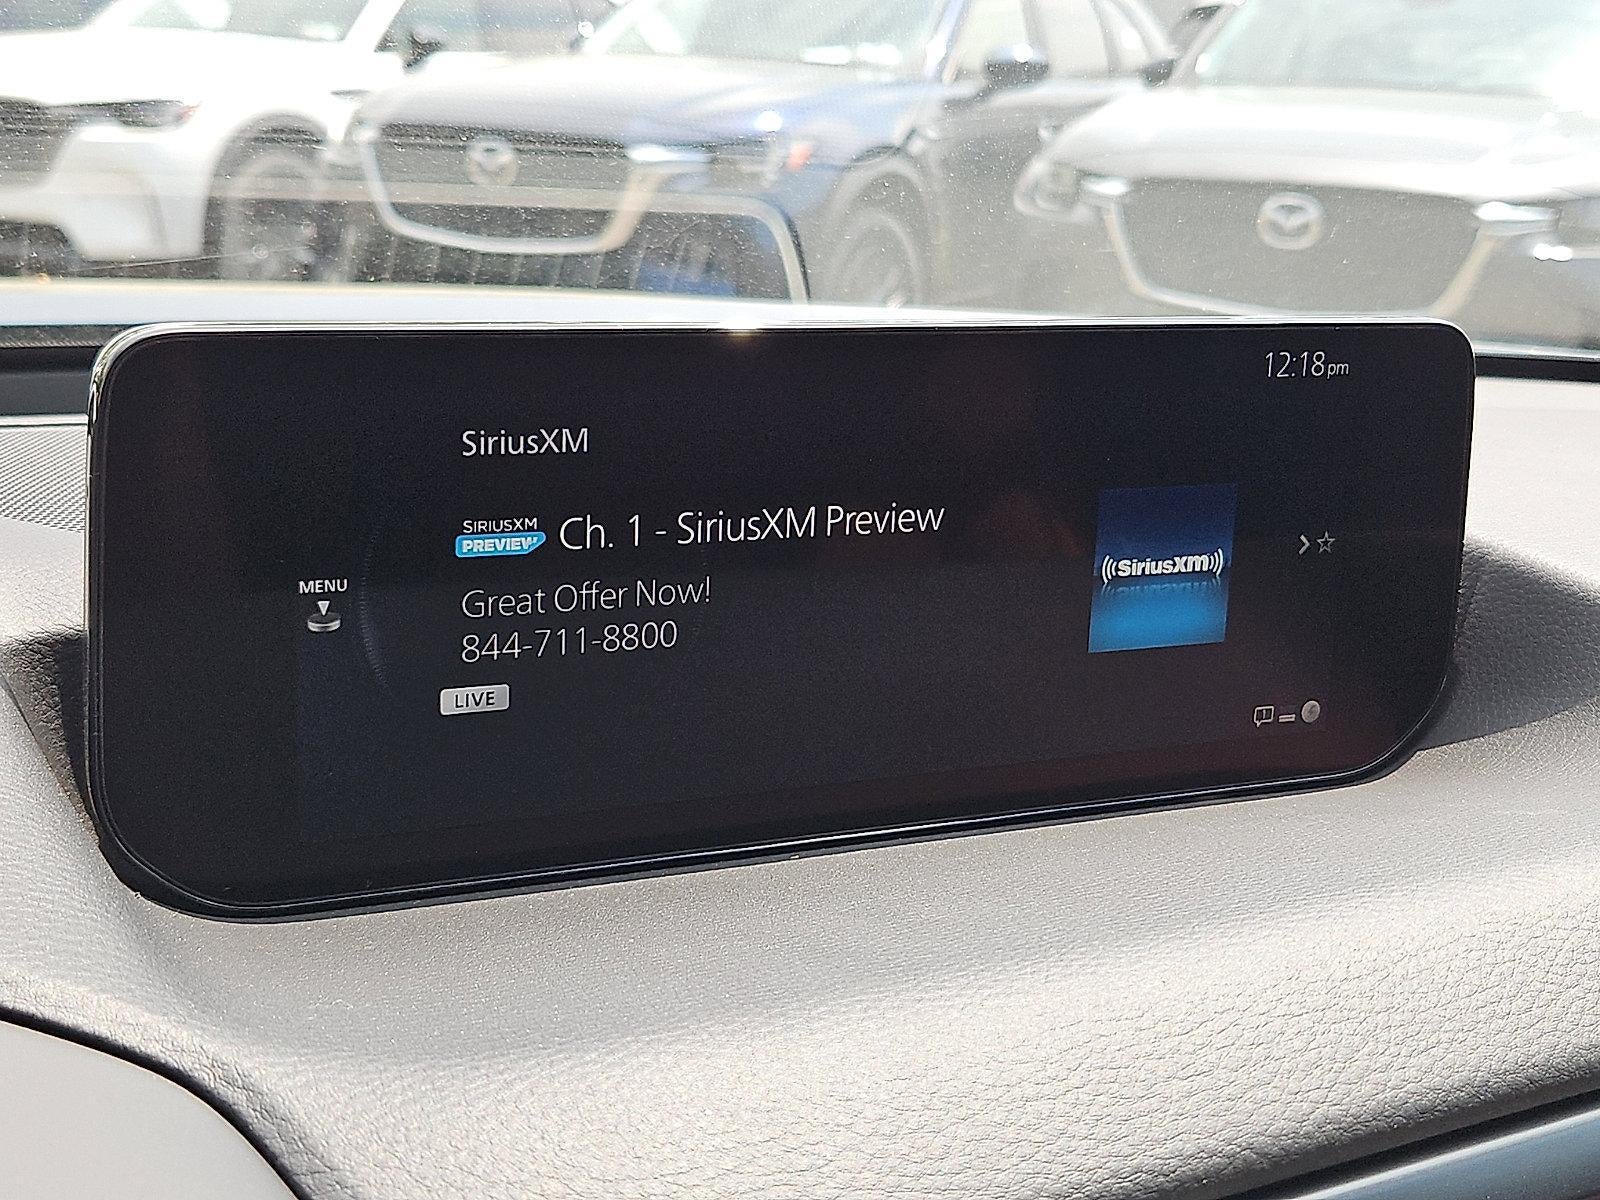 12:18pm
SiriusXM
SIRIUSXM
PREVIEW
Ch. 1 - SiriusXM Preview
((SiriusXM))
MENU
Great Offer Now!
844-711-8800
LIVE